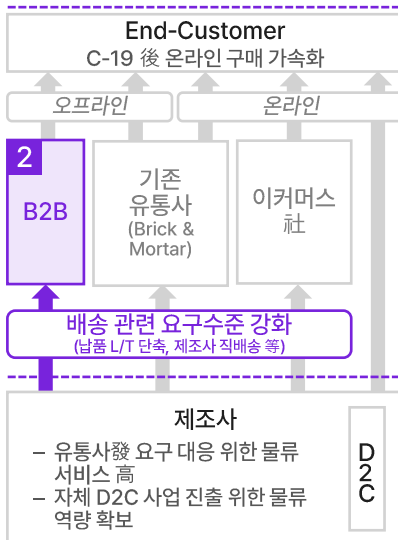 End-Customer
C-19 後 온라인 구매 가속화
오프라인
온라인
2
B2B
기존
유통사
(Brick &
Mortar)
이커머스
社
배송 관련 요구수준 강화
(납품 L/T 단축, 제조사 직배송 等)
제조사
– 유통사發 요구 대응 위한 물류
서비스 高
– 자체 D2C 사업 진출 위한 물류
역량 확보
D
2
C